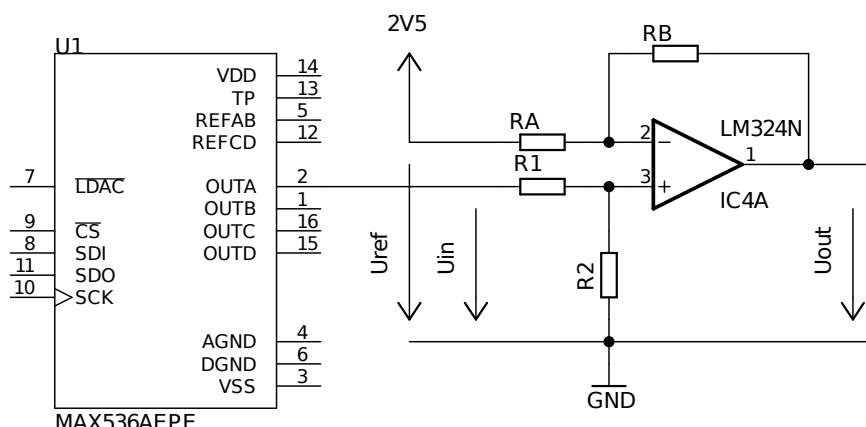 U1
VDD 14
TP 13
REFAB 5
REFCD 12
7 LDAC
OUTA 2
OUTB 1
9 CS
OUTC 16
8 SDI
OUTD 15
11 SDO
10 SCK
AGND 4
DGND 6
VSS 3
MAX536AEPE
2V5
RB
RA
R1
2
3
−
+
1
LM324N
IC4A
Uref
Uin
R2
Uout
GND